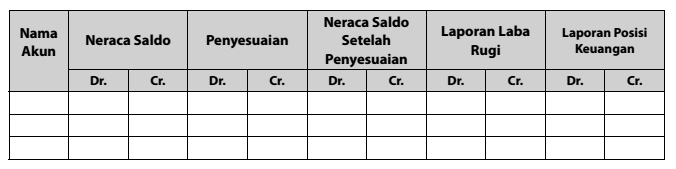 Nama
Akun
Neraca Saldo
Penyesuaian
Neraca Saldo
Setelah
Penyesuaian
Laporan Laba
Rugi
Laporan Posisi
Keuangan
Dr. Cr. Dr. Cr. Dr. Cr. Dr. Cr. Dr. Cr.